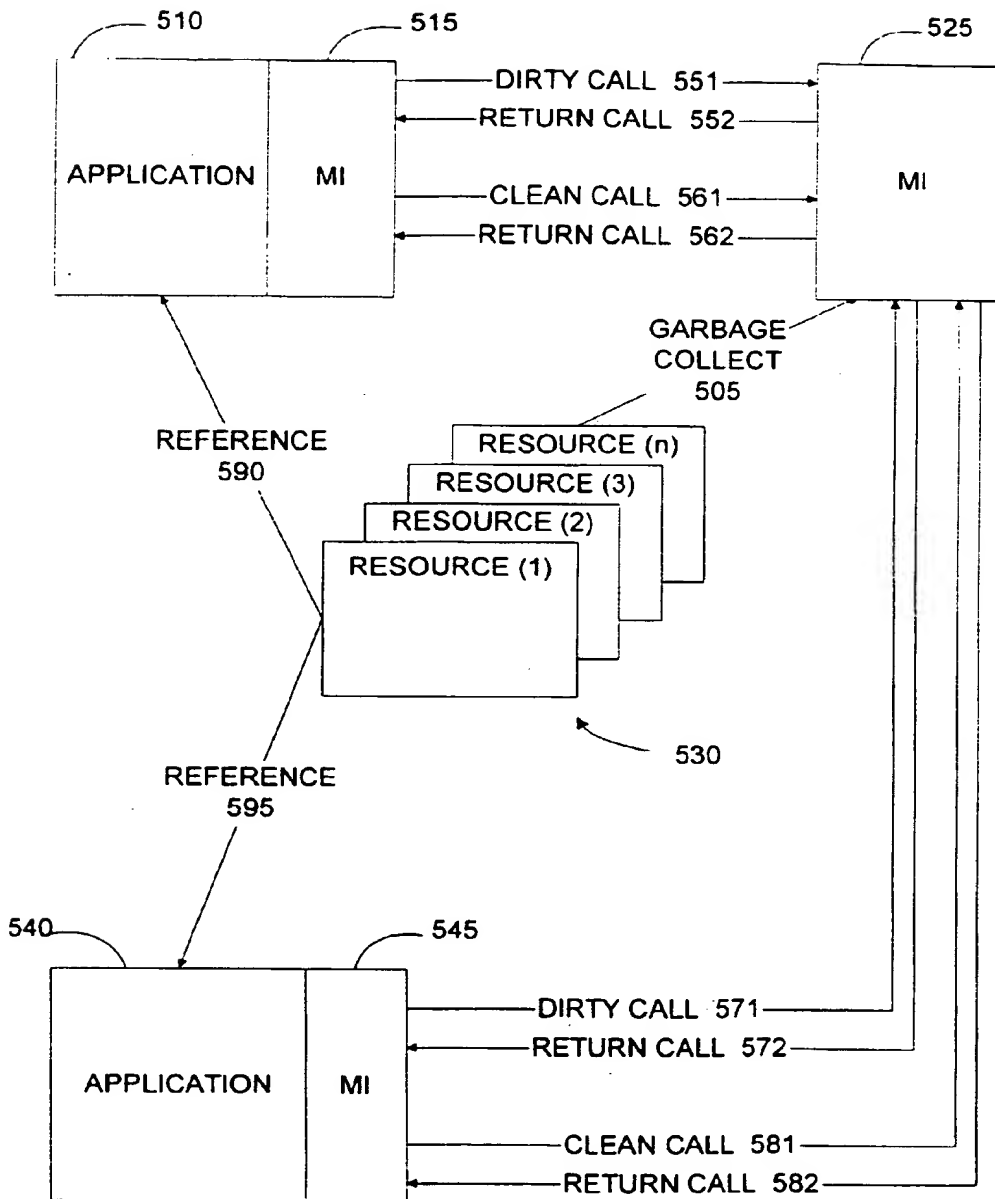 510
515
525
DIRTY CALL 551
RETURN CALL 552
APPLICATION
MI
MI
CLEAN CALL 561
RETURN CALL 562
GARBAGE
COLLECT
505
REFERENCE
590
RESOURCE (n)
RESOURCE (3)
RESOURCE (2)
RESOURCE (1)
530
REFERENCE
595
540
545
DIRTY CALL 571
RETURN CALL 572
APPLICATION
MI
CLEAN CALL 581
RETURN CALL 582